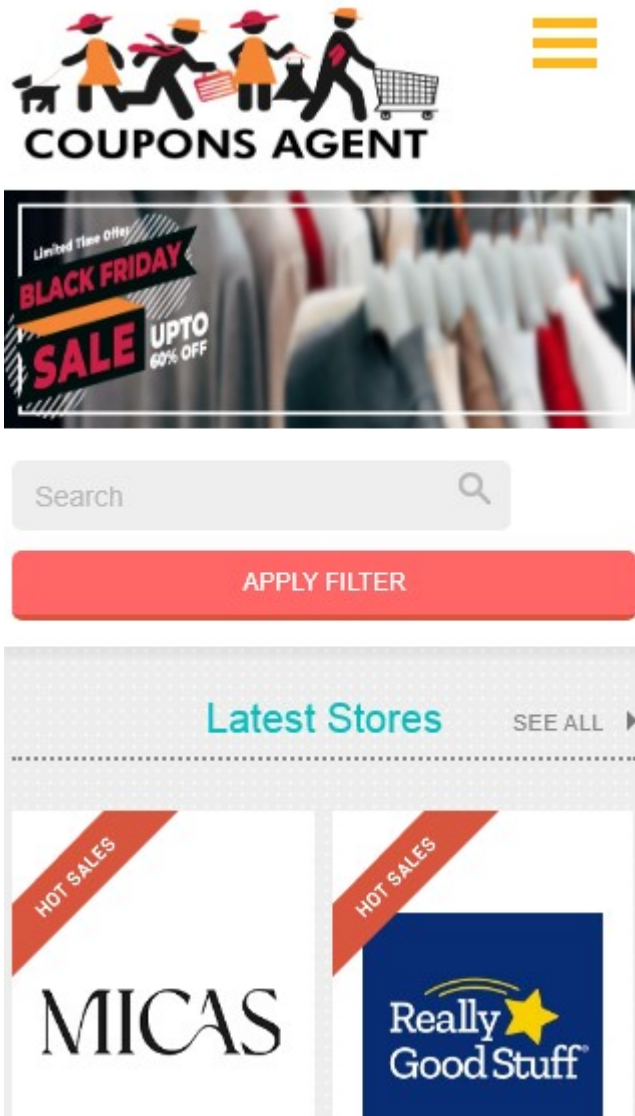 COUPONS AGENT
Limited Time Offer
BLACK FRIDAY
SALE
UPTO
60% OFF
Search
APPLY FILTER
Latest Stores
SEE ALL
HOT SALES
MICAS
HOT SALES
Really
Good Stuff®